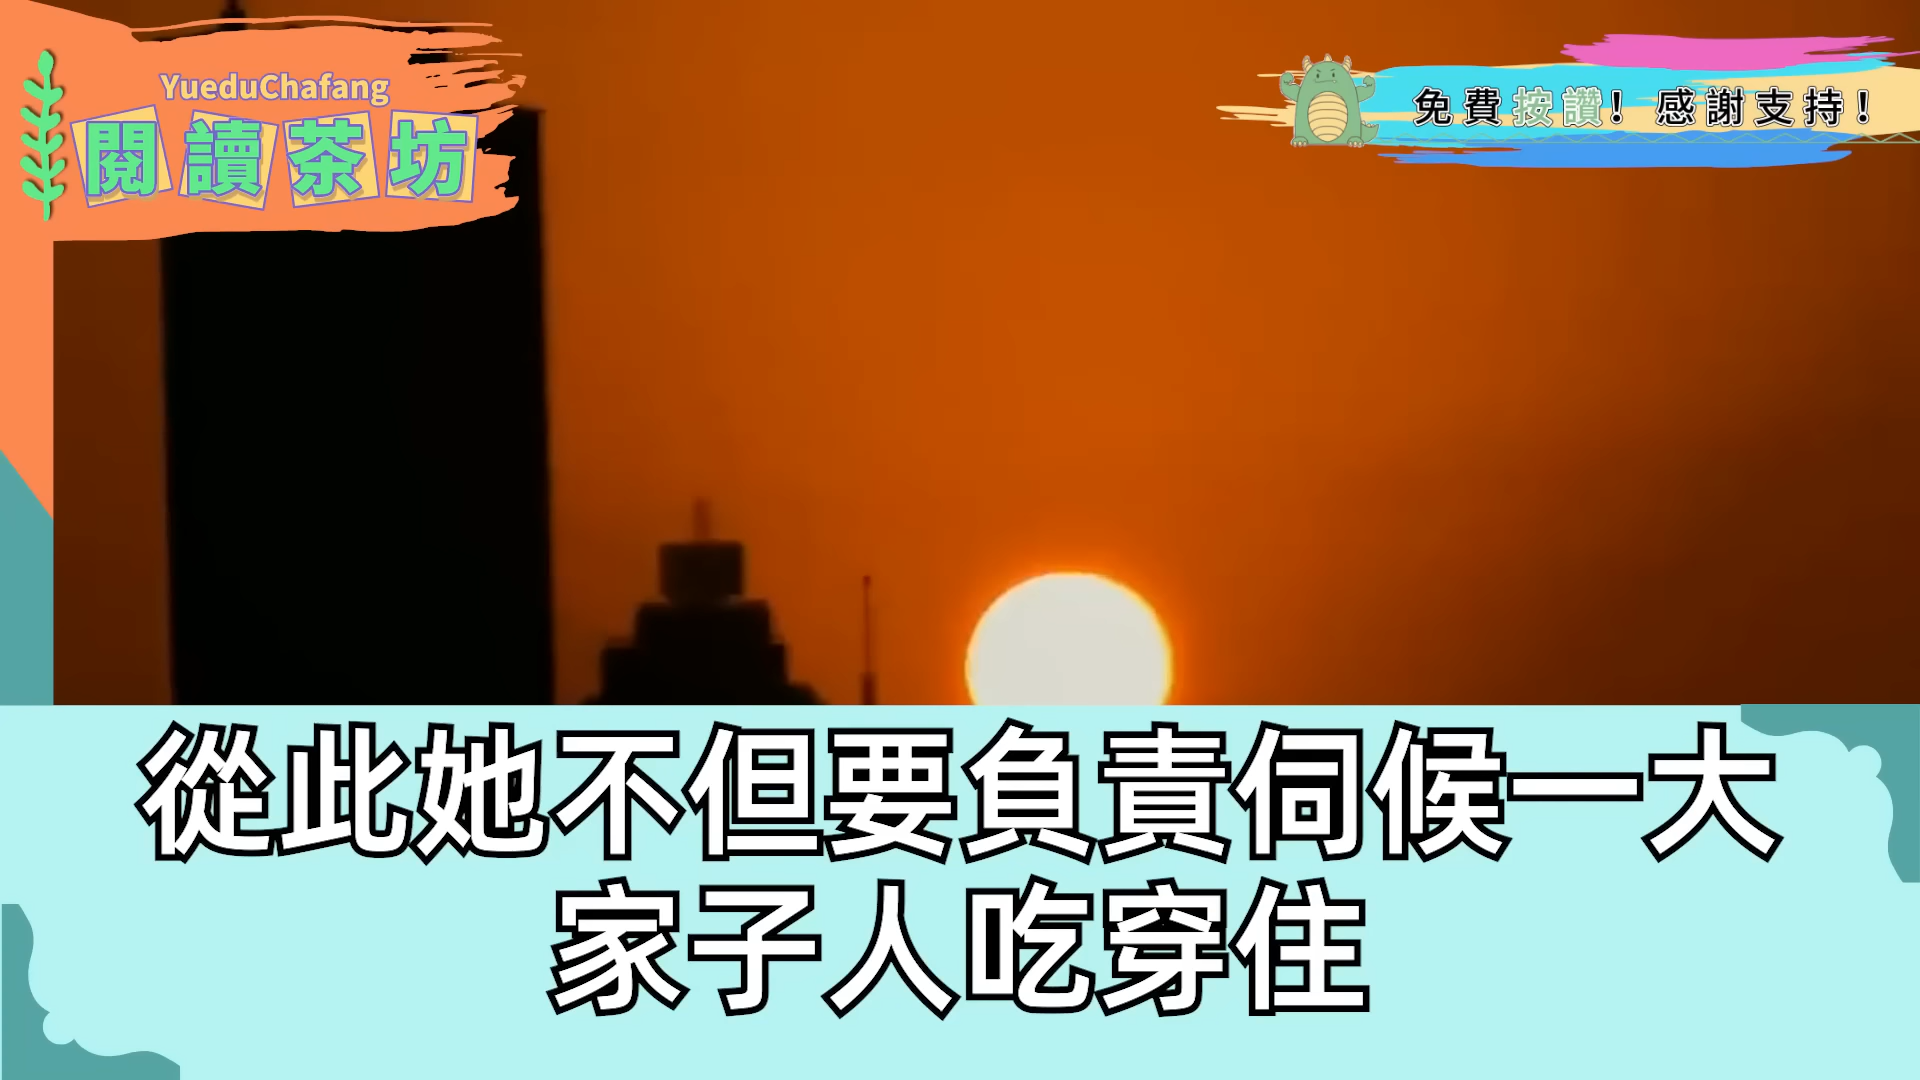 YueduChafang
閱讀茶坊
免費按讚！感謝支持！
從此她不但要負責伺候一大
家子人吃穿住